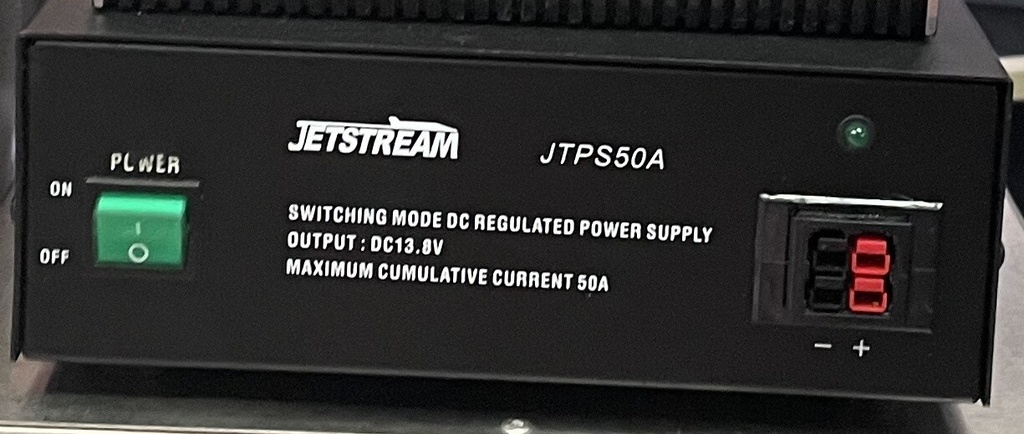 JETSTREAM JTPS50A
POWER
ON
OFF
I
O
SWITCHING MODE DC REGULATED POWER SUPPLY
OUTPUT : DC13.8V
MAXIMUM CUMULATIVE CURRENT 50A
− +